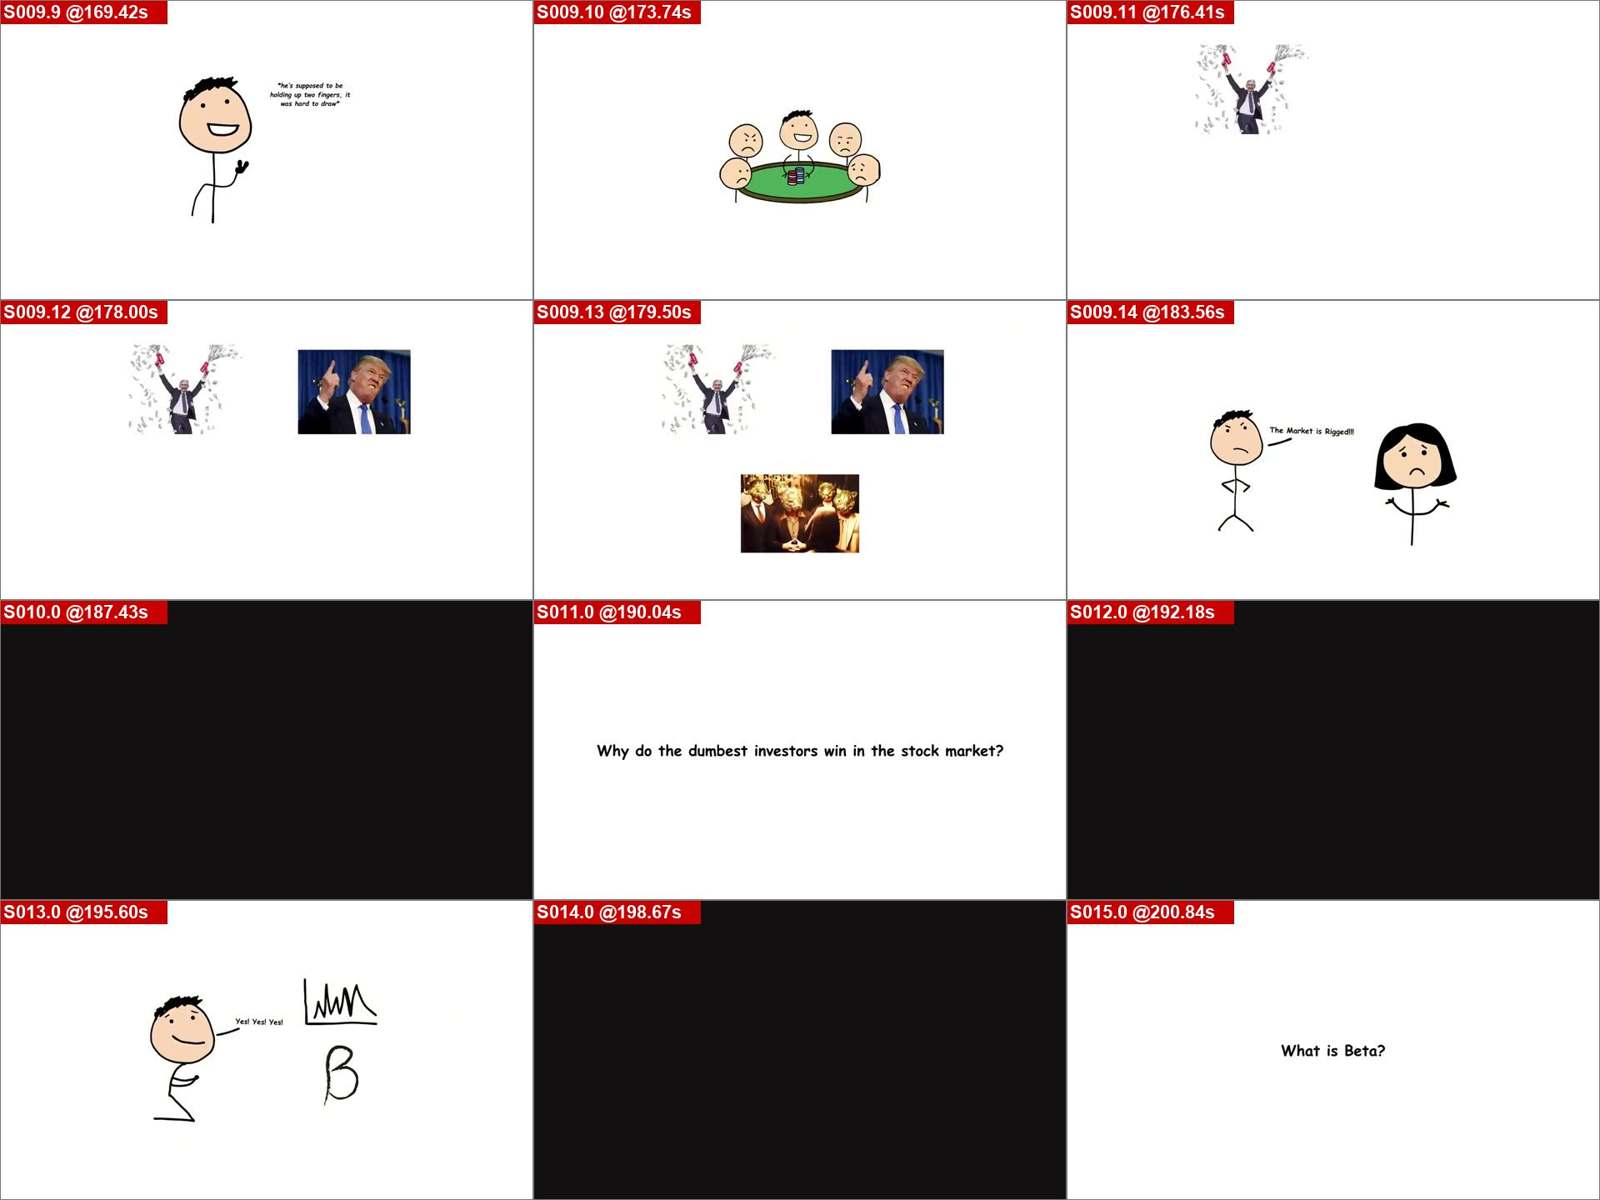 S009.9 @169.42s
*he's supposed to be
holding up two fingers, it
was hard to draw*
S009.10 @173.74s
S009.11 @176.41s
S009.12 @178.00s
S009.13 @179.50s
S009.14 @183.56s
The Market is Rigged!!!
S010.0 @187.43s
S011.0 @190.04s
Why do the dumbest investors win in the stock market?
S012.0 @192.18s
S013.0 @195.60s
Yes! Yes! Yes!
B
S014.0 @198.67s
S015.0 @200.84s
What is Beta?